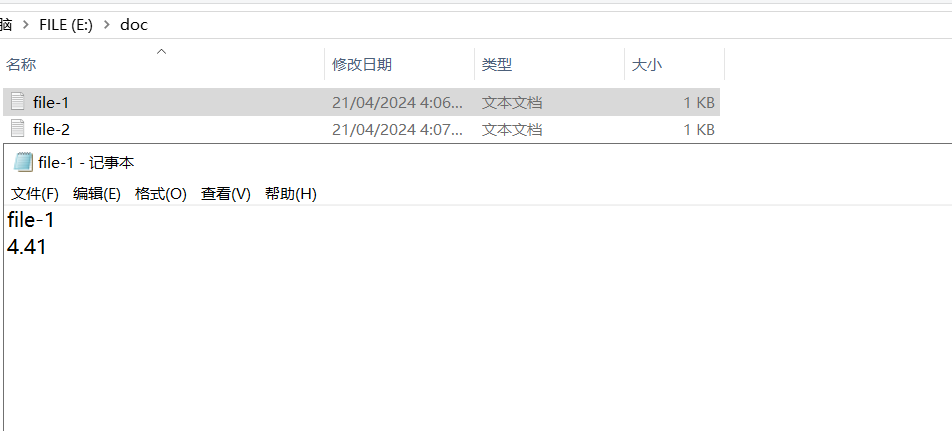 脑 > FILE (E:) > doc
名称 修改日期 类型 大小
file-1 21/04/2024 4:06... 文本文档 1 KB
file-2 21/04/2024 4:07... 文本文档 1 KB
file-1 - 记事本
文件(F) 编辑(E) 格式(O) 查看(V) 帮助(H)
file-1
4.41